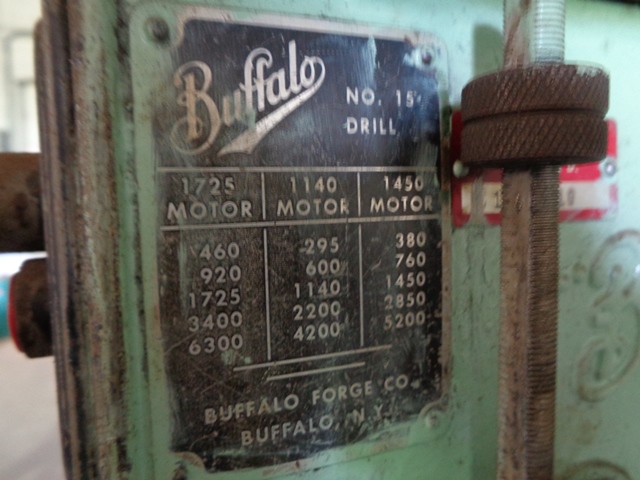 Buffalo
NO. 15
DRILL
1725 1140 1450
MOTOR MOTOR MOTOR
460 295 380
920 600 760
1725 1140 1450
3400 2200 2850
6300 4200 5200
BUFFALO FORGE CO.
BUFFALO, N.Y.